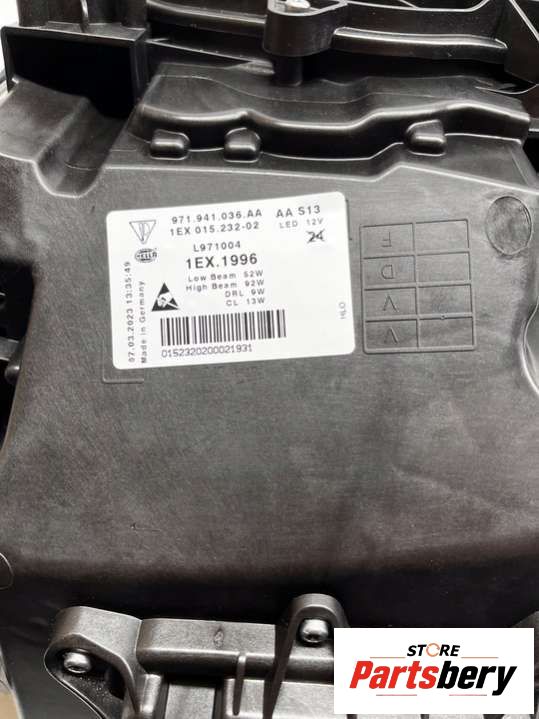 971.941.036.AA AA S13
1EX.015.232-02 LED 12V
24
L971004
HELLA
1EX.1996
Low Beam 52W
High Beam 92W
DRL 9W
CL 13W
07.03.2023 13:35:49
Made in Germany
0152320200021931
F
D
V
V
STORE
Partsbery